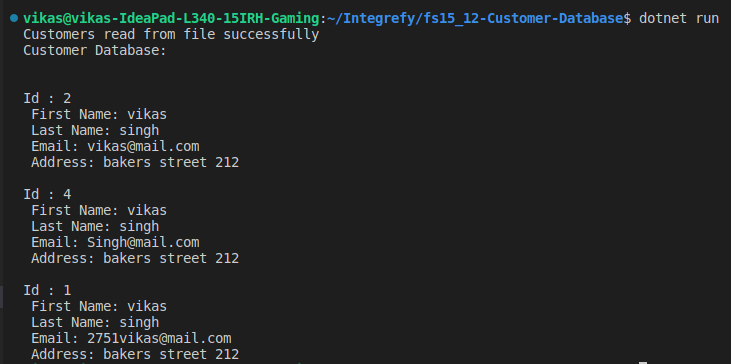 vikas@vikas-IdeaPad-L340-15IRH-Gaming:~/Integrefy/fs15_12-Customer-Database$ dotnet run
Customers read from file successfully
Customer Database:
Id : 2
First Name: vikas
Last Name: singh
Email: vikas@mail.com
Address: bakers street 212
Id : 4
First Name: vikas
Last Name: singh
Email: Singh@mail.com
Address: bakers street 212
Id : 1
First Name: vikas
Last Name: singh
Email: 2751vikas@mail.com
Address: bakers street 212